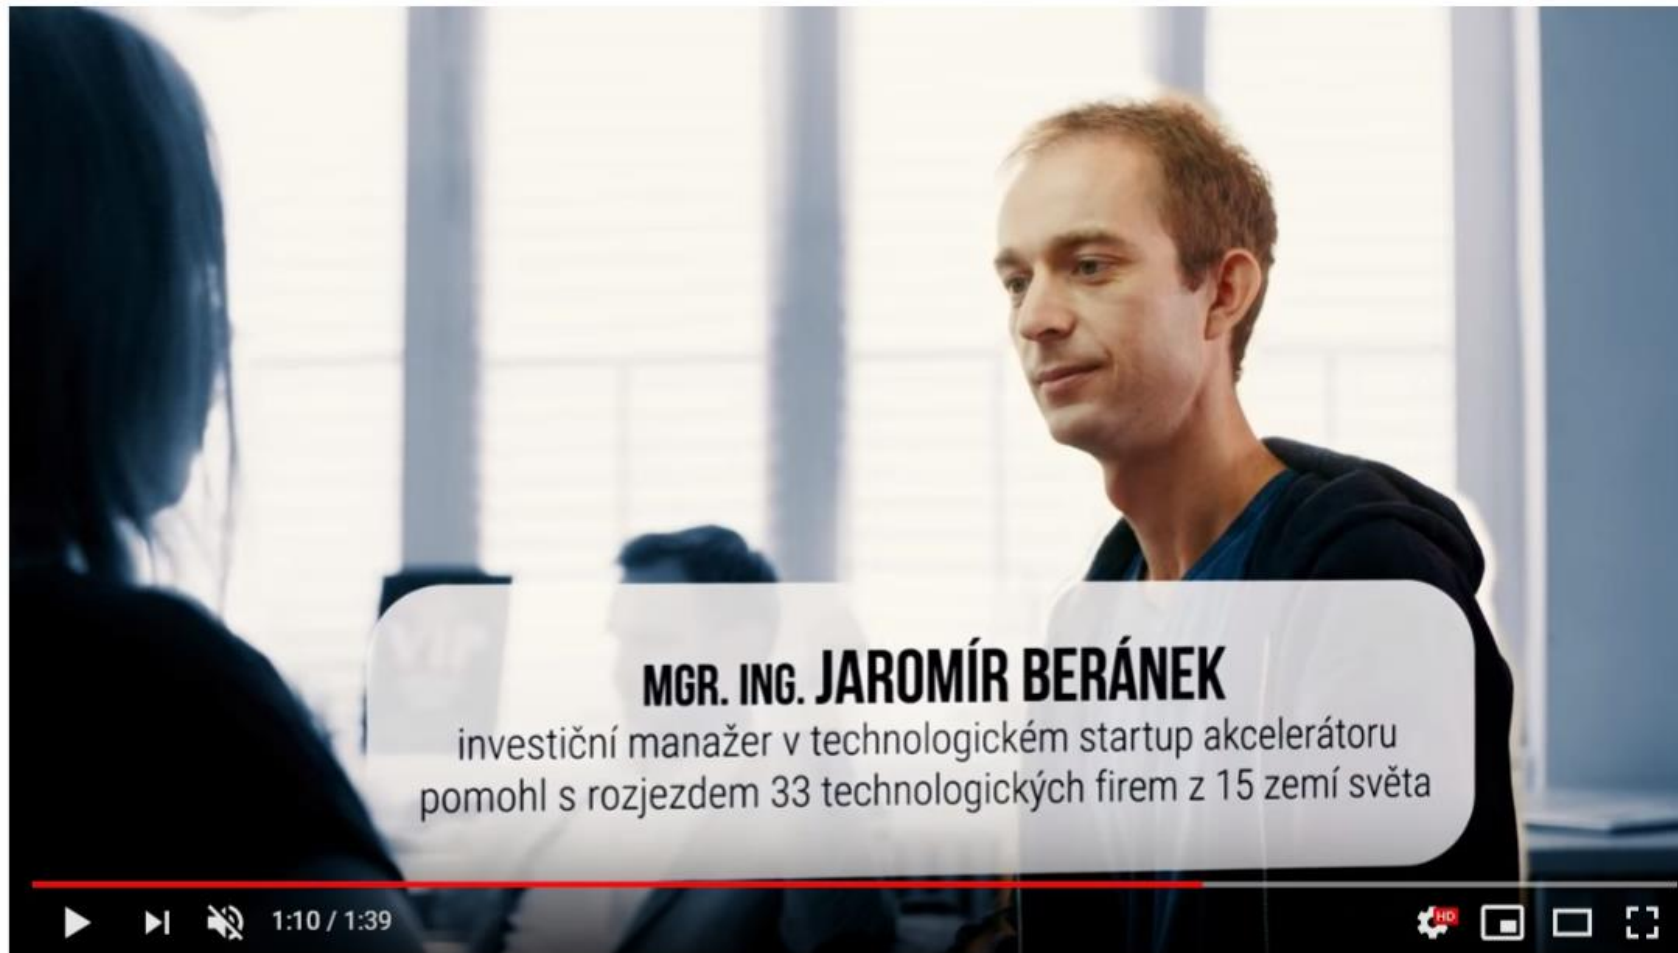 MGR. ING. JAROMÍR BERÁNEK
investiční manažer v technologickém startup akcelerátoru
pomohl s rozjezdem 33 technologických firem z 15 zemí světa
1:10 / 1:39
HD